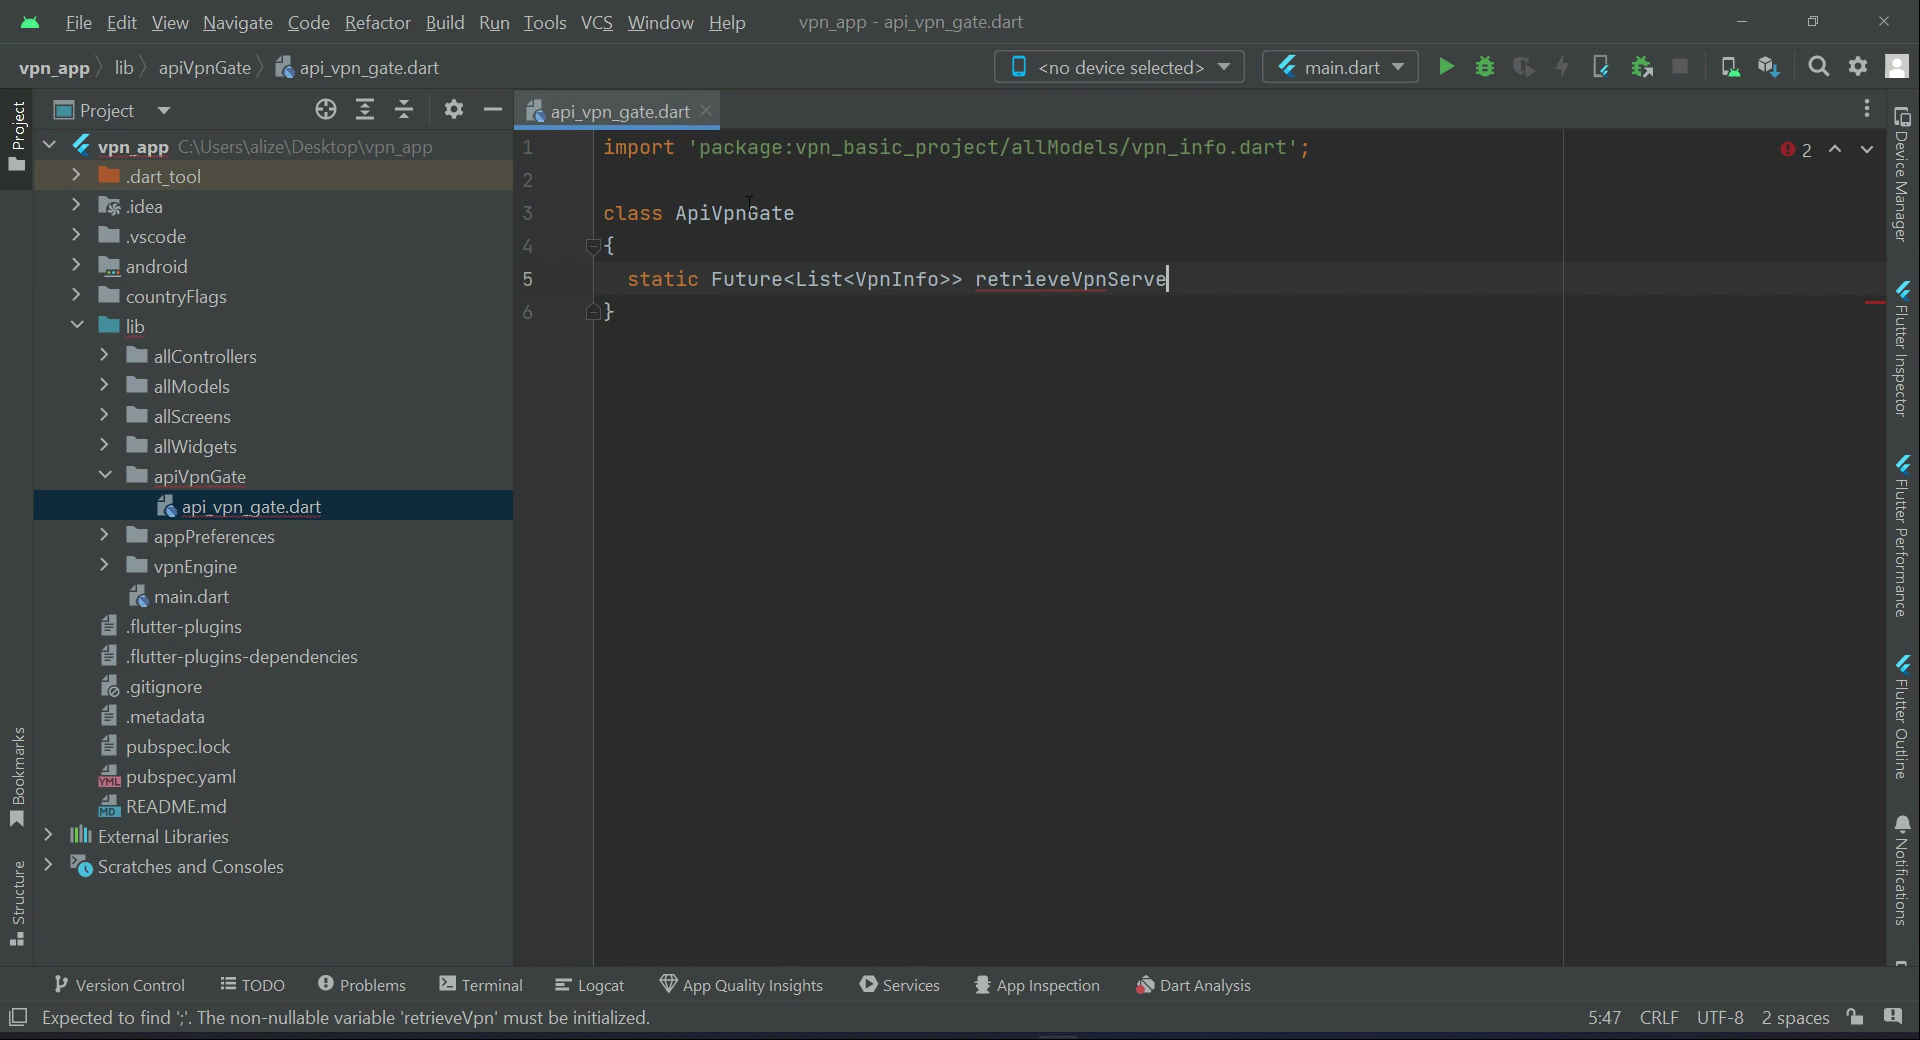 File Edit View Navigate Code Refactor Build Run Tools VCS Window Help vpn_app - api_vpn_gate.dart
vpn_app lib apiVpnGate api_vpn_gate.dart <no device selected> main.dart
Project
Project
api_vpn_gate.dart
vpn_app C:\Users\alize\Desktop\vpn_app
.dart_tool
.idea
.vscode
android
countryFlags
lib
allControllers
allModels
allScreens
allWidgets
apiVpnGate
api_vpn_gate.dart
appPreferences
vpnEngine
main.dart
.flutter-plugins
.flutter-plugins-dependencies
.gitignore
.metadata
pubspec.lock
YML pubspec.yaml
MD README.md
External Libraries
Scratches and Consoles
Bookmarks
Structure
1 import 'package:vpn_basic_project/allModels/vpn_info.dart';
2
3 class ApiVpnGate
4 {
5 static Future<List<VpnInfo>> retrieveVpnServe
6 }
2
Device Manager
Flutter Inspector
Flutter Performance
Flutter Outline
Notifications
Version Control TODO Problems Terminal Logcat App Quality Insights Services App Inspection Dart Analysis
Expected to find ';'. The non-nullable variable 'retrieveVpn' must be initialized. 5:47 CRLF UTF-8 2 spaces